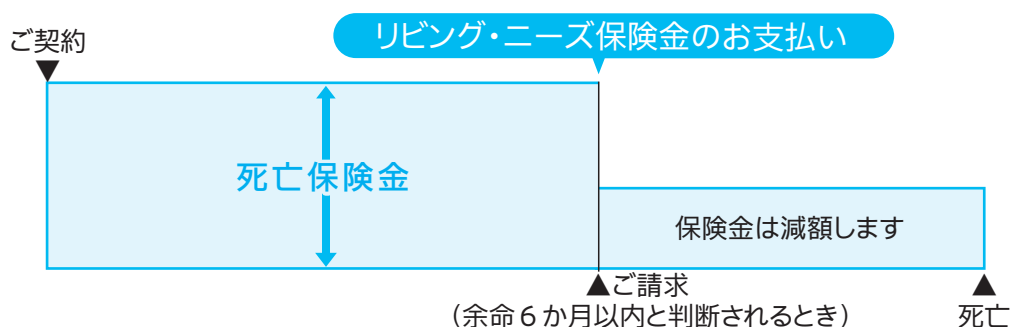 ご契約
▼
リビング・ニーズ保険金のお支払い
死亡保険金
保険金は減額します
▲ご請求
(余命6か月以内と判断されるとき)
▲
死亡